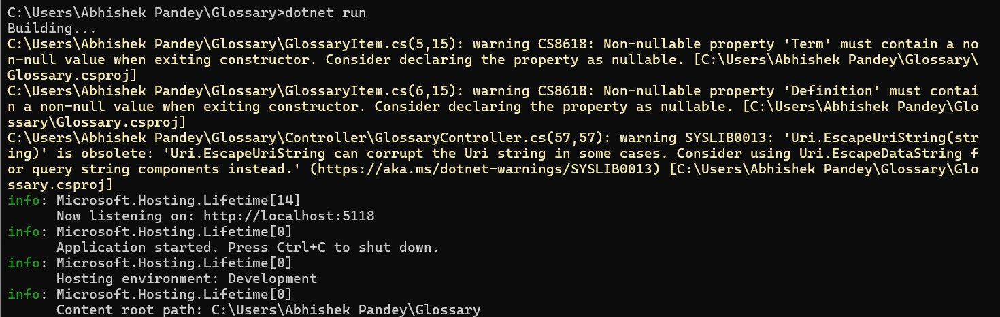 C:\Users\Abhishek Pandey\Glossary>dotnet run
Building...
C:\Users\Abhishek Pandey\Glossary\GlossaryItem.cs(5,15): warning CS8618: Non-nullable property 'Term' must contain a no
n-null value when exiting constructor. Consider declaring the property as nullable. [C:\Users\Abhishek Pandey\Glossary\
Glossary.csproj]
C:\Users\Abhishek Pandey\Glossary\GlossaryItem.cs(6,15): warning CS8618: Non-nullable property 'Definition' must contai
n a non-null value when exiting constructor. Consider declaring the property as nullable. [C:\Users\Abhishek Pandey\Glo
ssary\Glossary.csproj]
C:\Users\Abhishek Pandey\Glossary\Controller\GlossaryController.cs(57,57): warning SYSLIB0013: 'Uri.EscapeUriString(str
ing)' is obsolete: 'Uri.EscapeUriString can corrupt the Uri string in some cases. Consider using Uri.EscapeDataString f
or query string components instead.' (https://aka.ms/dotnet-warnings/SYSLIB0013) [C:\Users\Abhishek Pandey\Glossary\Glo
ssary.csproj]
info: Microsoft.Hosting.Lifetime[14]
      Now listening on: http://localhost:5118
info: Microsoft.Hosting.Lifetime[0]
      Application started. Press Ctrl+C to shut down.
info: Microsoft.Hosting.Lifetime[0]
      Hosting environment: Development
info: Microsoft.Hosting.Lifetime[0]
      Content root path: C:\Users\Abhishek Pandey\Glossary